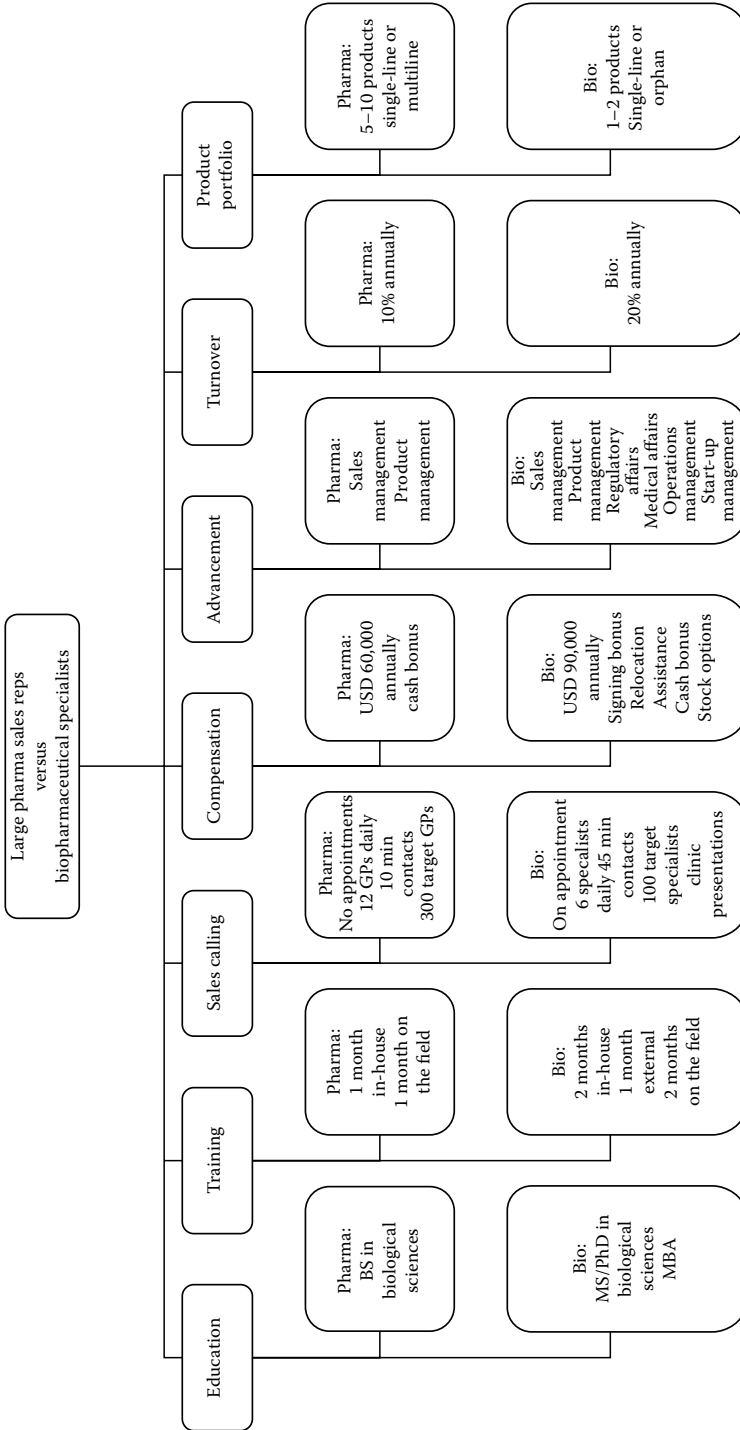 Large pharma sales reps
versus
biopharmaceutical specialists
Education
Pharma:
BS in
biological
sciences
Bio:
MS/PhD in
biological
sciences
MBA
Training
Pharma:
1 month
in-house
1 month on
the field
Bio:
2 months
in-house
1 month
external
2 months
on the field
Sales calling
Pharma:
No appointments
12 GPs daily
10 min
contacts
300 target GPs
Bio:
On appointment
6 specalists
daily 45 min
contacts
100 target
specialists
clinic
presentations
Compensation
Pharma:
USD 60,000
annually
cash bonus
Bio:
USD 90,000
annually
Signing bonus
Relocation
Assistance
Cash bonus
Stock options
Advancement
Pharma:
Sales
management
Product
management
Bio:
Sales
management
Product
management
Regulatory
affairs
Medical affairs
Operations
management
Start-up
management
Turnover
Pharma:
10% annually
Bio:
20% annually
Product
portfolio
Pharma:
5–10 products
single-line or
multiline
Bio:
1–2 products
Single-line or
orphan